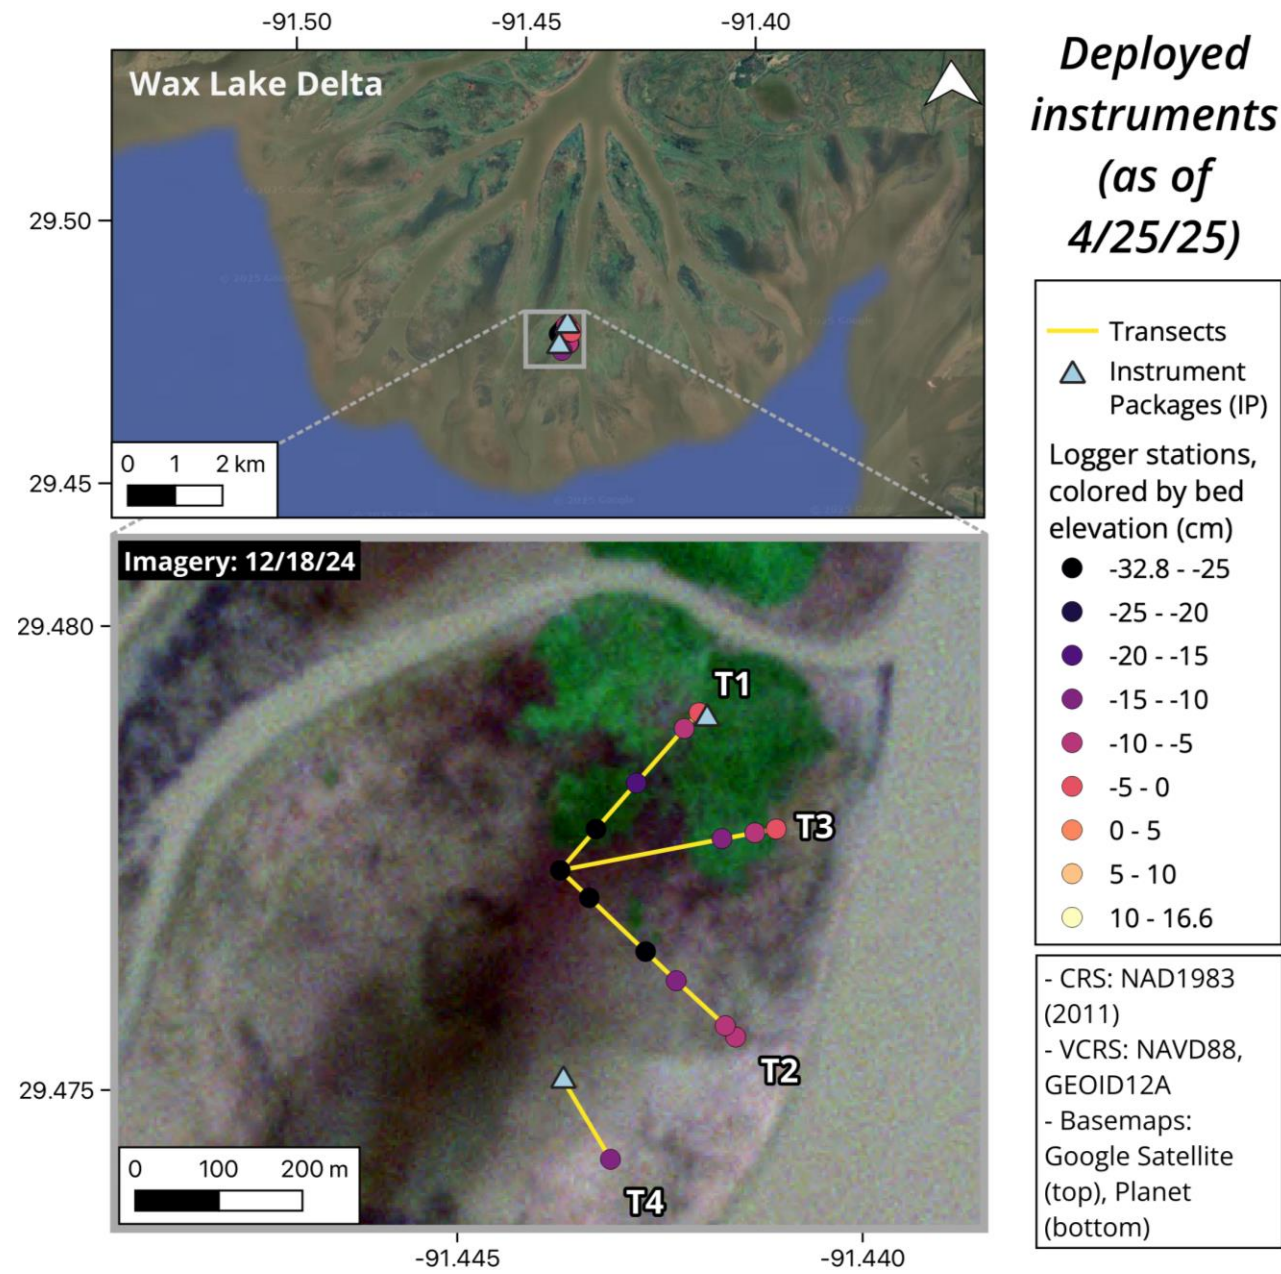 -91.50
-91.45
-91.40
Wax Lake Delta
29.50
29.45
0 1 2 km
© 2025 Google
Imagery: 12/18/24
29.480
29.475
T1
T3
T2
T4
0 100 200 m
-91.445
-91.440
Deployed
instruments
(as of
4/25/25)
Transects
Instrument
Packages (IP)
Logger stations,
colored by bed
elevation (cm)
-32.8 - -25
-25 - -20
-20 - -15
-15 - -10
-10 - -5
-5 - 0
0 - 5
5 - 10
10 - 16.6
- CRS: NAD1983
(2011)
- VCRS: NAVD88,
GEOID12A
- Basemaps:
Google Satellite
(top), Planet
(bottom)